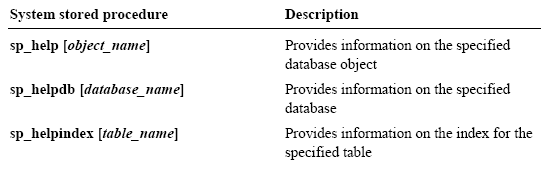 System stored procedure Description
sp_help [object_name] Provides information on the specified
database object
sp_helpdb [database_name] Provides information on the specified
database
sp_helpindex [table_name] Provides information on the index for the
specified table